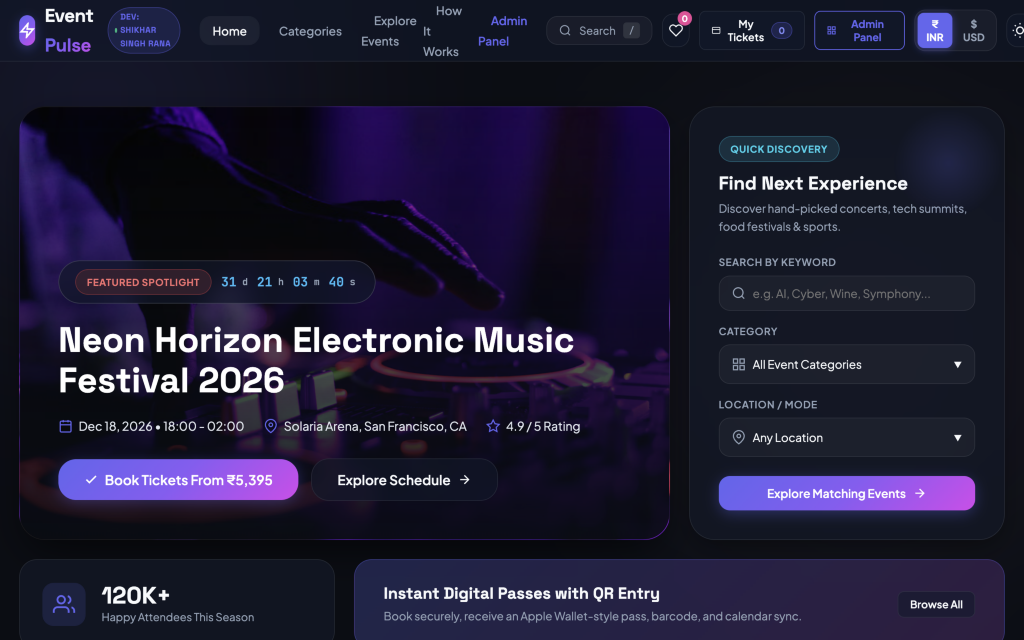 Event
Pulse
DEV:
SHIKHAR
SINGH RANA
Home
Categories
Explore
Events
How
It
Works
Admin
Panel
Search /
0
My
Tickets 0
Admin
Panel
₹
INR
$
USD
FEATURED SPOTLIGHT 31 d 21 h 03 m 40 s
Neon Horizon Electronic Music
Festival 2026
Dec 18, 2026 • 18:00 - 02:00 Solaria Arena, San Francisco, CA 4.9 / 5 Rating
Book Tickets From ₹5,395 Explore Schedule →
QUICK DISCOVERY
Find Next Experience
Discover hand-picked concerts, tech summits,
food festivals & sports.
SEARCH BY KEYWORD
e.g. AI, Cyber, Wine, Symphony...
CATEGORY
All Event Categories
LOCATION / MODE
Any Location
Explore Matching Events →
120K+
Happy Attendees This Season
Instant Digital Passes with QR Entry
Book securely, receive an Apple Wallet-style pass, barcode, and calendar sync.
Browse All